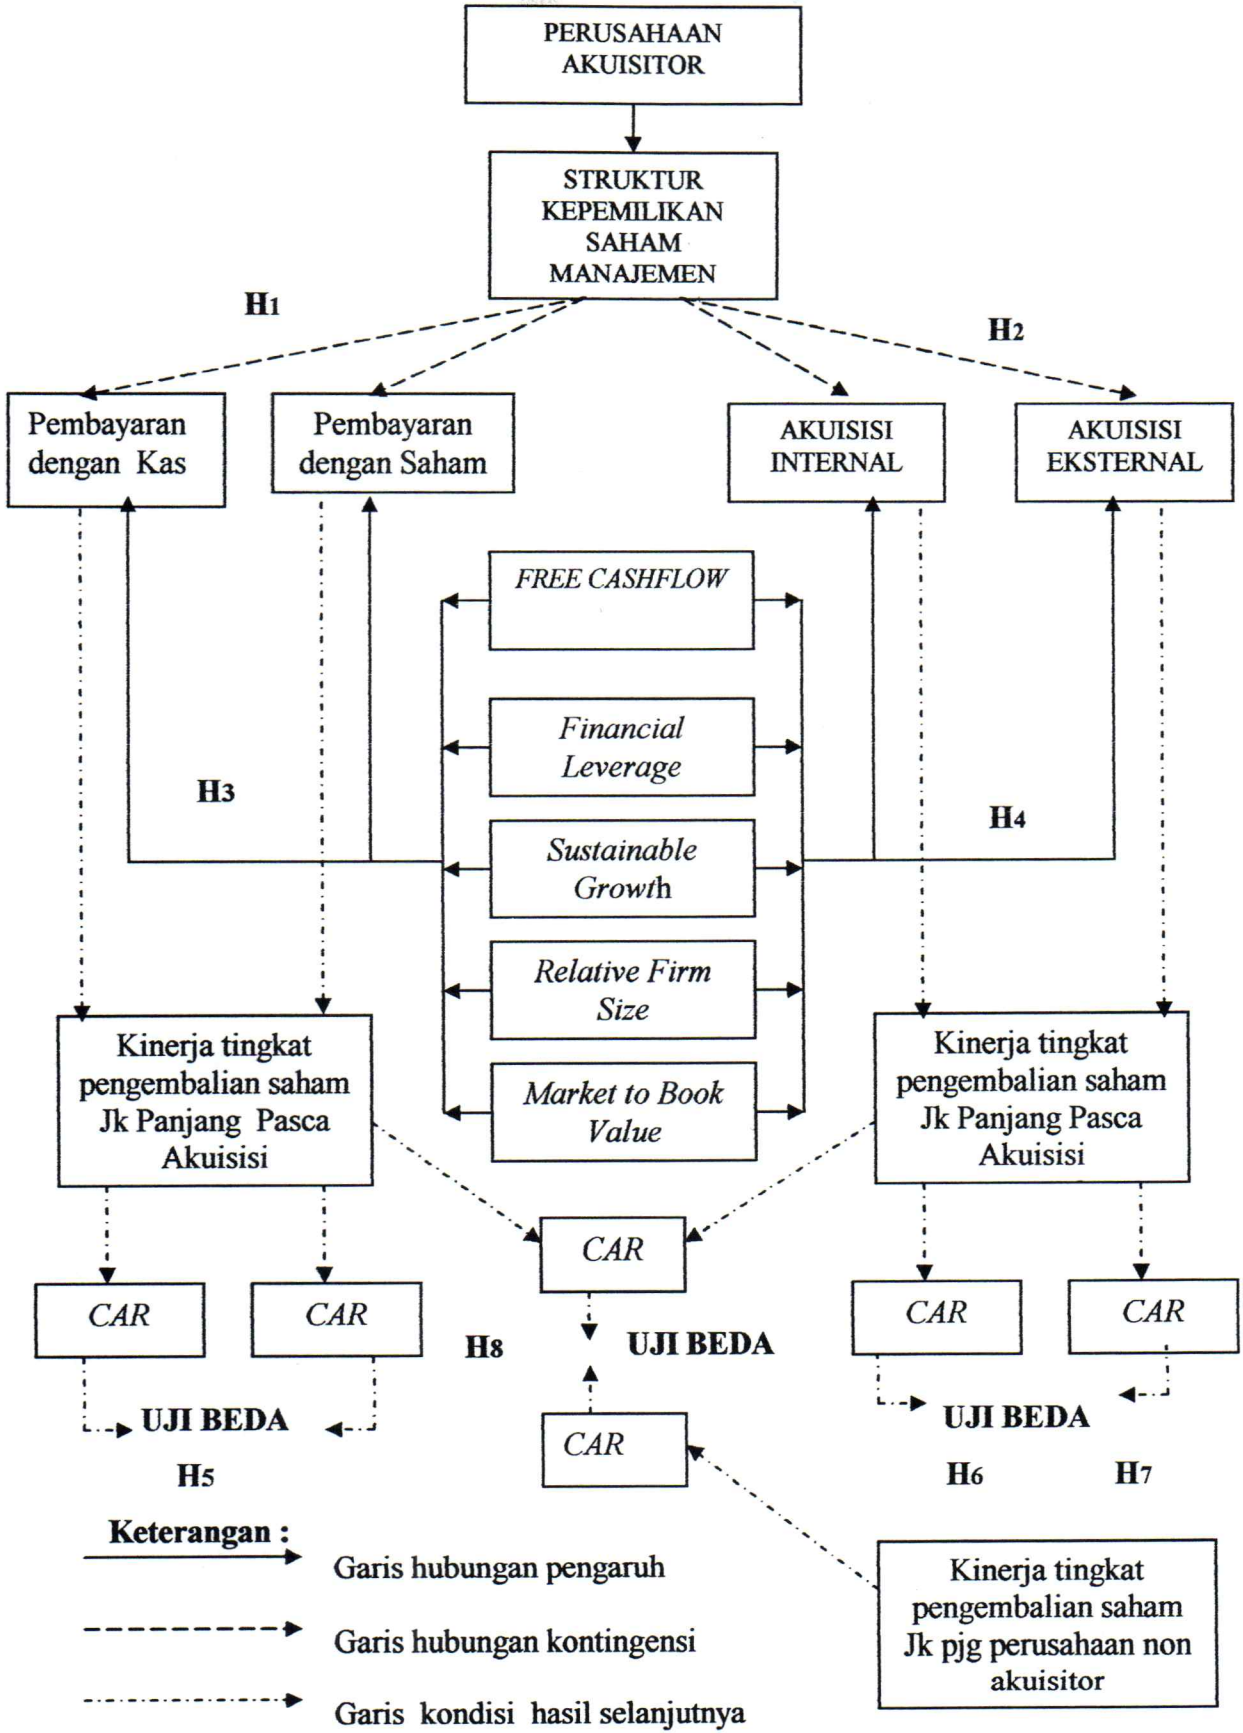 PERUSAHAAN
AKUISITOR
STRUKTUR
KEPEMILIKAN
SAHAM
MANAJEMEN
H1
H2
Pembayaran
dengan Kas
Pembayaran
dengan Saham
AKUISISI
INTERNAL
AKUISISI
EKSTERNAL
FREE CASHFLOW
Financial
Leverage
H3
H4
Sustainable
Growth
Relative Firm
Size
Market to Book
Value
Kinerja tingkat
pengembalian saham
Jk Panjang Pasca
Akuisisi
Kinerja tingkat
pengembalian saham
Jk Panjang Pasca
Akuisisi
CAR
CAR
CAR
CAR
CAR
H8
UJI BEDA
UJI BEDA
UJI BEDA
CAR
H5
H6
H7
Keterangan :
Garis hubungan pengaruh
Garis hubungan kontingensi
Garis kondisi hasil selanjutnya
Kinerja tingkat
pengembalian saham
Jk pjg perusahaan non
akuisitor